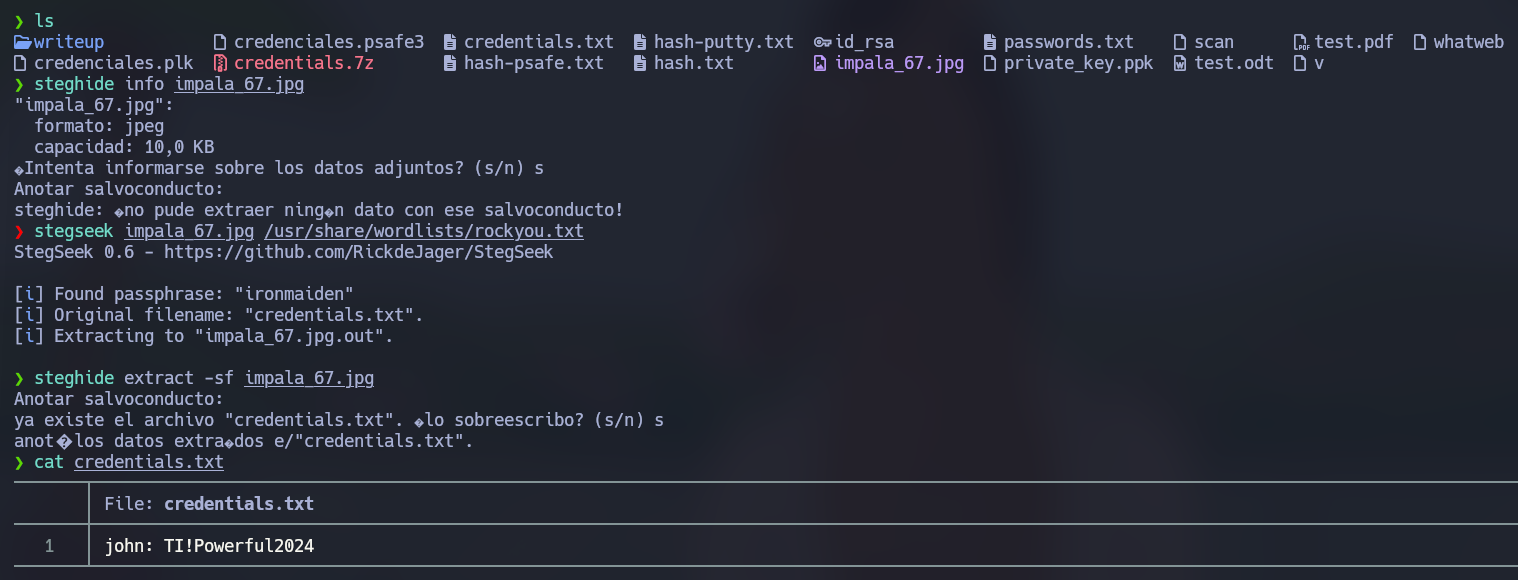 ❯ ls
writeup credenciales.psafe3 credentials.txt hash-putty.txt id_rsa passwords.txt scan test.pdf whatweb
credenciales.plk credentials.7z hash-psafe.txt hash.txt impala_67.jpg private_key.ppk test.odt v
❯ steghide info impala_67.jpg
"impala_67.jpg":
  formato: jpeg
  capacidad: 10,0 KB
�Intenta informarse sobre los datos adjuntos? (s/n) s
Anotar salvoconducto:
steghide: �no pude extraer ning�n dato con ese salvoconducto!
❯ stegseek impala_67.jpg /usr/share/wordlists/rockyou.txt
StegSeek 0.6 - https://github.com/RickdeJager/StegSeek
[i] Found passphrase: "ironmaiden"
[i] Original filename: "credentials.txt".
[i] Extracting to "impala_67.jpg.out".
❯ steghide extract -sf impala_67.jpg
Anotar salvoconducto:
ya existe el archivo "credentials.txt". �lo sobreescribo? (s/n) s
anot�los datos extra�dos e/"credentials.txt".
❯ cat credentials.txt
File: credentials.txt
1 john: TI!Powerful2024